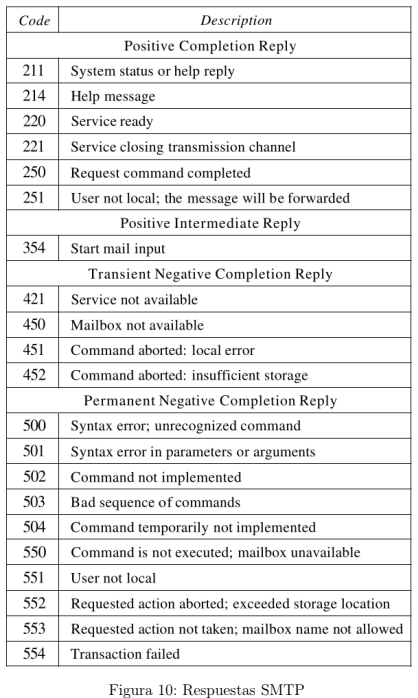 Code Description
Positive Completion Reply
211 System status or help reply
214 Help message
220 Service ready
221 Service closing transmission channel
250 Request command completed
251 User not local; the message will be forwarded
Positive Intermediate Reply
354 Start mail input
Transient Negative Completion Reply
421 Service not available
450 Mailbox not available
451 Command aborted: local error
452 Command aborted: insufficient storage
Permanent Negative Completion Reply
500 Syntax error; unrecognized command
501 Syntax error in parameters or arguments
502 Command not implemented
503 Bad sequence of commands
504 Command temporarily not implemented
550 Command is not executed; mailbox unavailable
551 User not local
552 Requested action aborted; exceeded storage location
553 Requested action not taken; mailbox name not allowed
554 Transaction failed
Figura 10: Respuestas SMTP